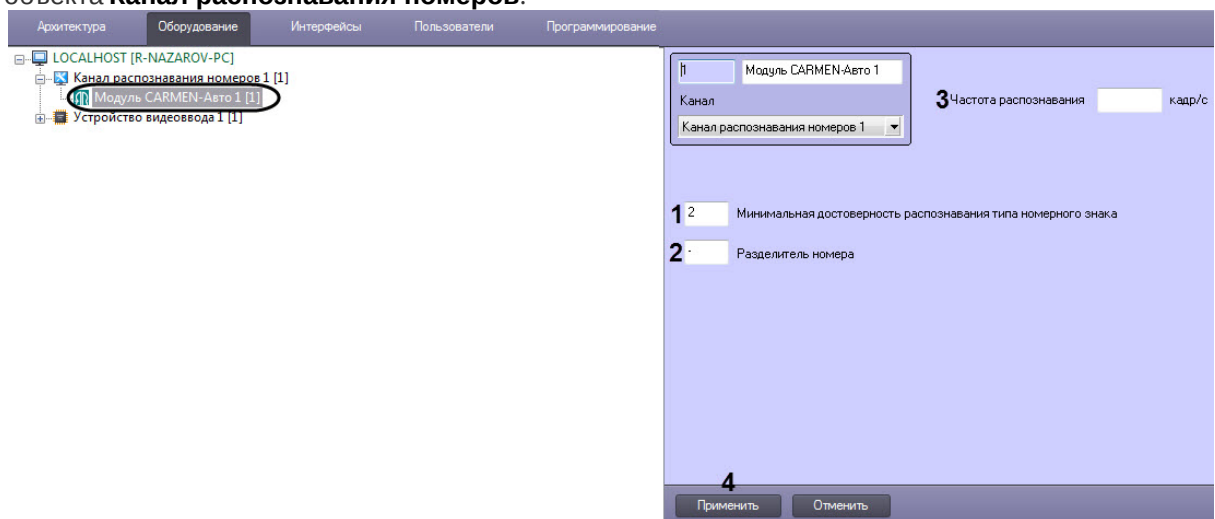 объекта Канал распознавания номеров.
Архитектура Оборудование Интерфейсы Пользователи Программирование
LOCALHOST [R-NAZAROV-PC]
Канал распознавания номеров 1 [1]
Модуль CARMEN-Авто 1 [1]
Устройство видеоввода 1 [1]
1 Модуль CARMEN-Авто 1
Канал
Канал распознавания номеров 1
3 Частота распознавания кадр/с
1 2 Минимальная достоверность распознавания типа номерного знака
2 - Разделитель номера
4
Применить Отменить